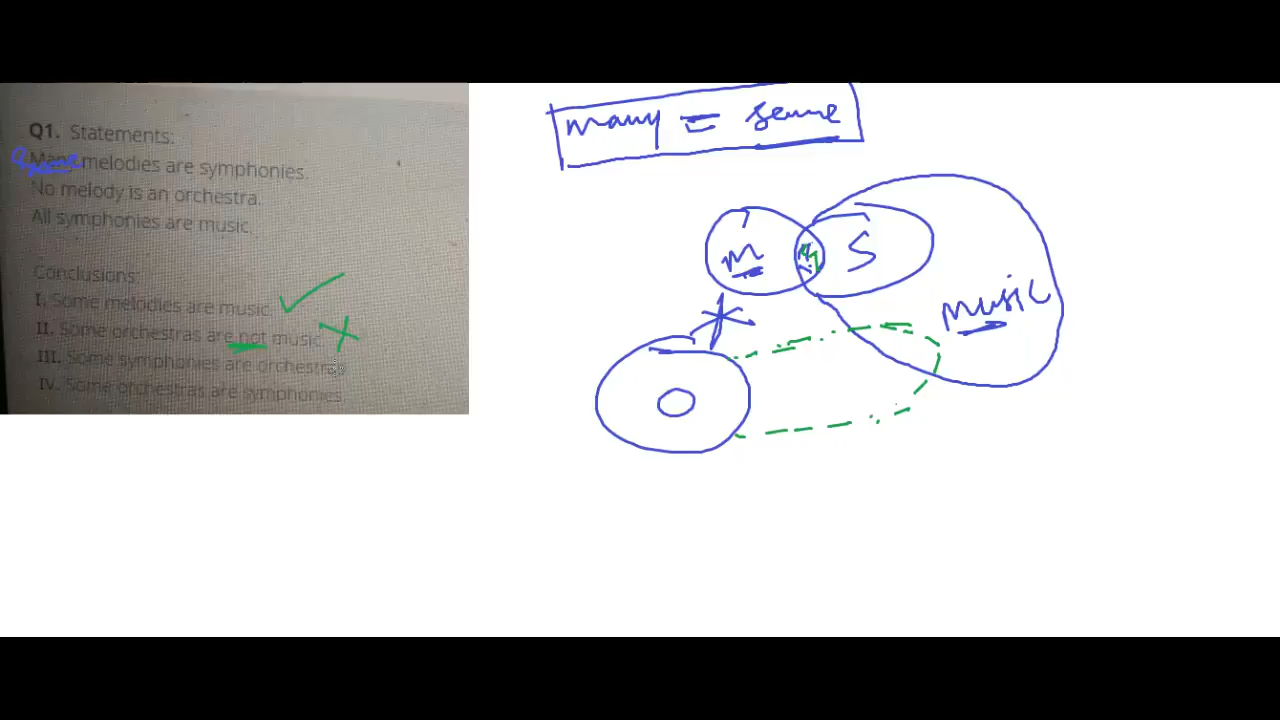 Q1. Statements:
Many melodies are symphonies.
No melody is an orchestra.
All symphonies are music.
Conclusions:
I. Some melodies are music.
II. Some orchestras are not music.
III. Some symphonies are orchestras.
IV. Some orchestras are symphonies.
many = some
m
S
music
O